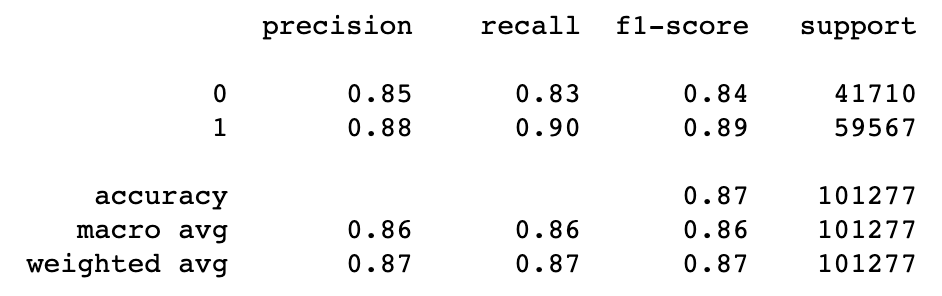 precision recall f1-score support
0 0.85 0.83 0.84 41710
1 0.88 0.90 0.89 59567
accuracy 0.87 101277
macro avg 0.86 0.86 0.86 101277
weighted avg 0.87 0.87 0.87 101277